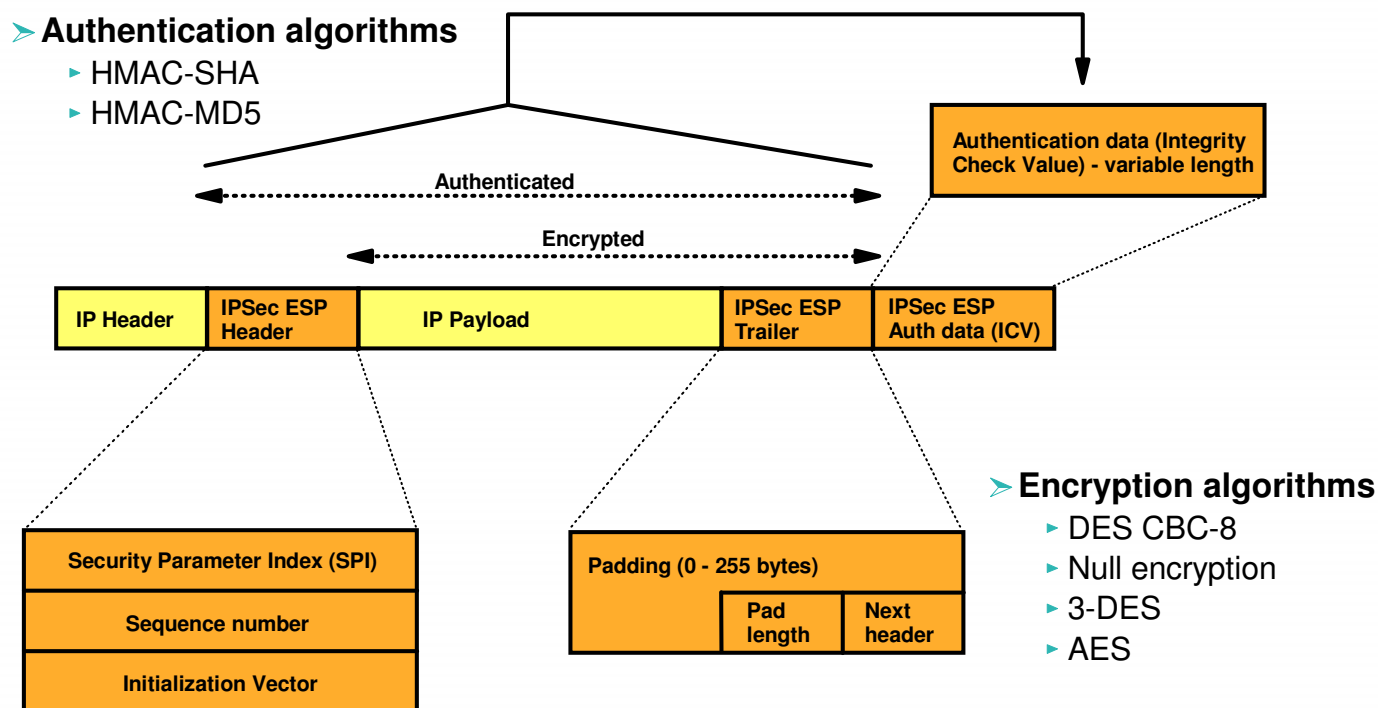 Authentication algorithms
HMAC-SHA
HMAC-MD5
Authentication data (Integrity
Check Value) - variable length
Authenticated
Encrypted
IP Header
IPSec ESP
Header
IP Payload
IPSec ESP
Trailer
IPSec ESP
Auth data (ICV)
Security Parameter Index (SPI)
Sequence number
Initialization Vector
Padding (0 - 255 bytes)
Pad
length
Next
header
Encryption algorithms
DES CBC-8
Null encryption
3-DES
AES